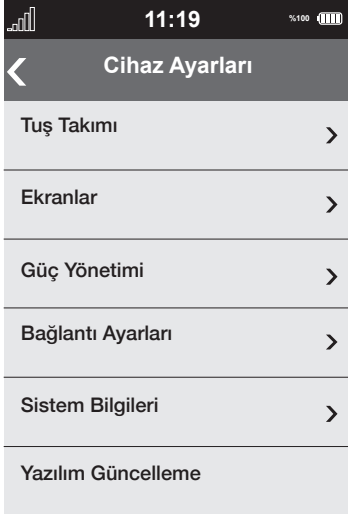 11:19
%100
Cihaz Ayarları
Tuş Takımı
Ekranlar
Güç Yönetimi
Bağlantı Ayarları
Sistem Bilgileri
Yazılım Güncelleme